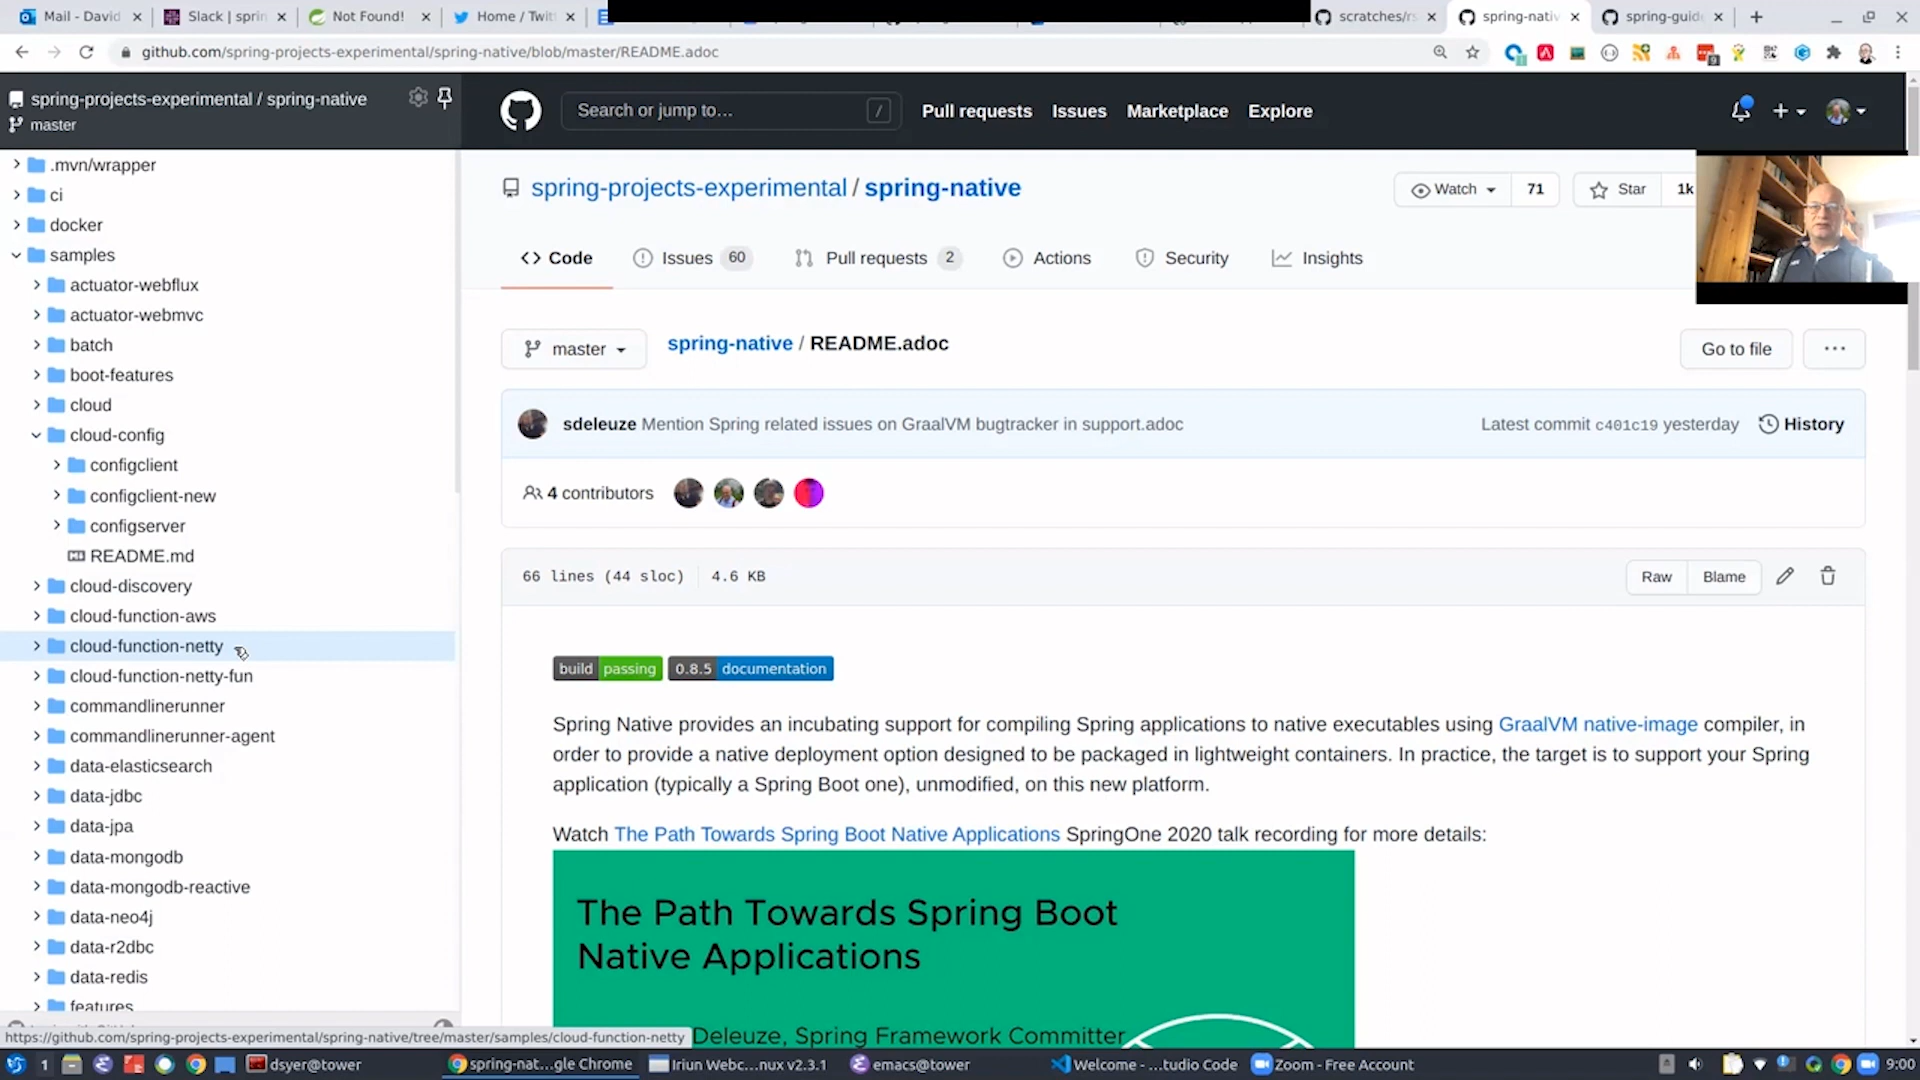 Mail - David
Slack | sprin
Not Found!
Home / Twit
scratches/rs
spring-nativ
spring-guid
github.com/spring-projects-experimental/spring-native/blob/master/README.adoc
spring-projects-experimental / spring-native
master
Search or jump to…
/
Pull requests
Issues
Marketplace
Explore
.mvn/wrapper
ci
docker
samples
actuator-webflux
actuator-webmvc
batch
boot-features
cloud
cloud-config
configclient
configclient-new
configserver
README.md
cloud-discovery
cloud-function-aws
cloud-function-netty
cloud-function-netty-fun
commandlinerunner
commandlinerunner-agent
data-elasticsearch
data-jdbc
data-jpa
data-mongodb
data-mongodb-reactive
data-neo4j
data-r2dbc
data-redis
features
spring-projects-experimental / spring-native
Watch 71
Star 1k
Code
Issues 60
Pull requests 2
Actions
Security
Insights
master
spring-native / README.adoc
Go to file
sdeleuze Mention Spring related issues on GraalVM bugtracker in support.adoc
Latest commit c401c19 yesterday
History
4 contributors
66 lines (44 sloc)
4.6 KB
Raw
Blame
build passing
0.8.5 documentation
Spring Native provides an incubating support for compiling Spring applications to native executables using GraalVM native-image compiler, in
order to provide a native deployment option designed to be packaged in lightweight containers. In practice, the target is to support your Spring
application (typically a Spring Boot one), unmodified, on this new platform.
Watch The Path Towards Spring Boot Native Applications SpringOne 2020 talk recording for more details:
The Path Towards Spring Boot
Native Applications
Deleuze, Spring Framework Committer
https://github.com/spring-projects-experimental/spring-native/tree/master/samples/cloud-function-netty
1
dsyer@tower
spring-nat...gle Chrome
Iriun Webc...nux v2.3.1
emacs@tower
Welcome - ...tudio Code
Zoom - Free Account
9:00